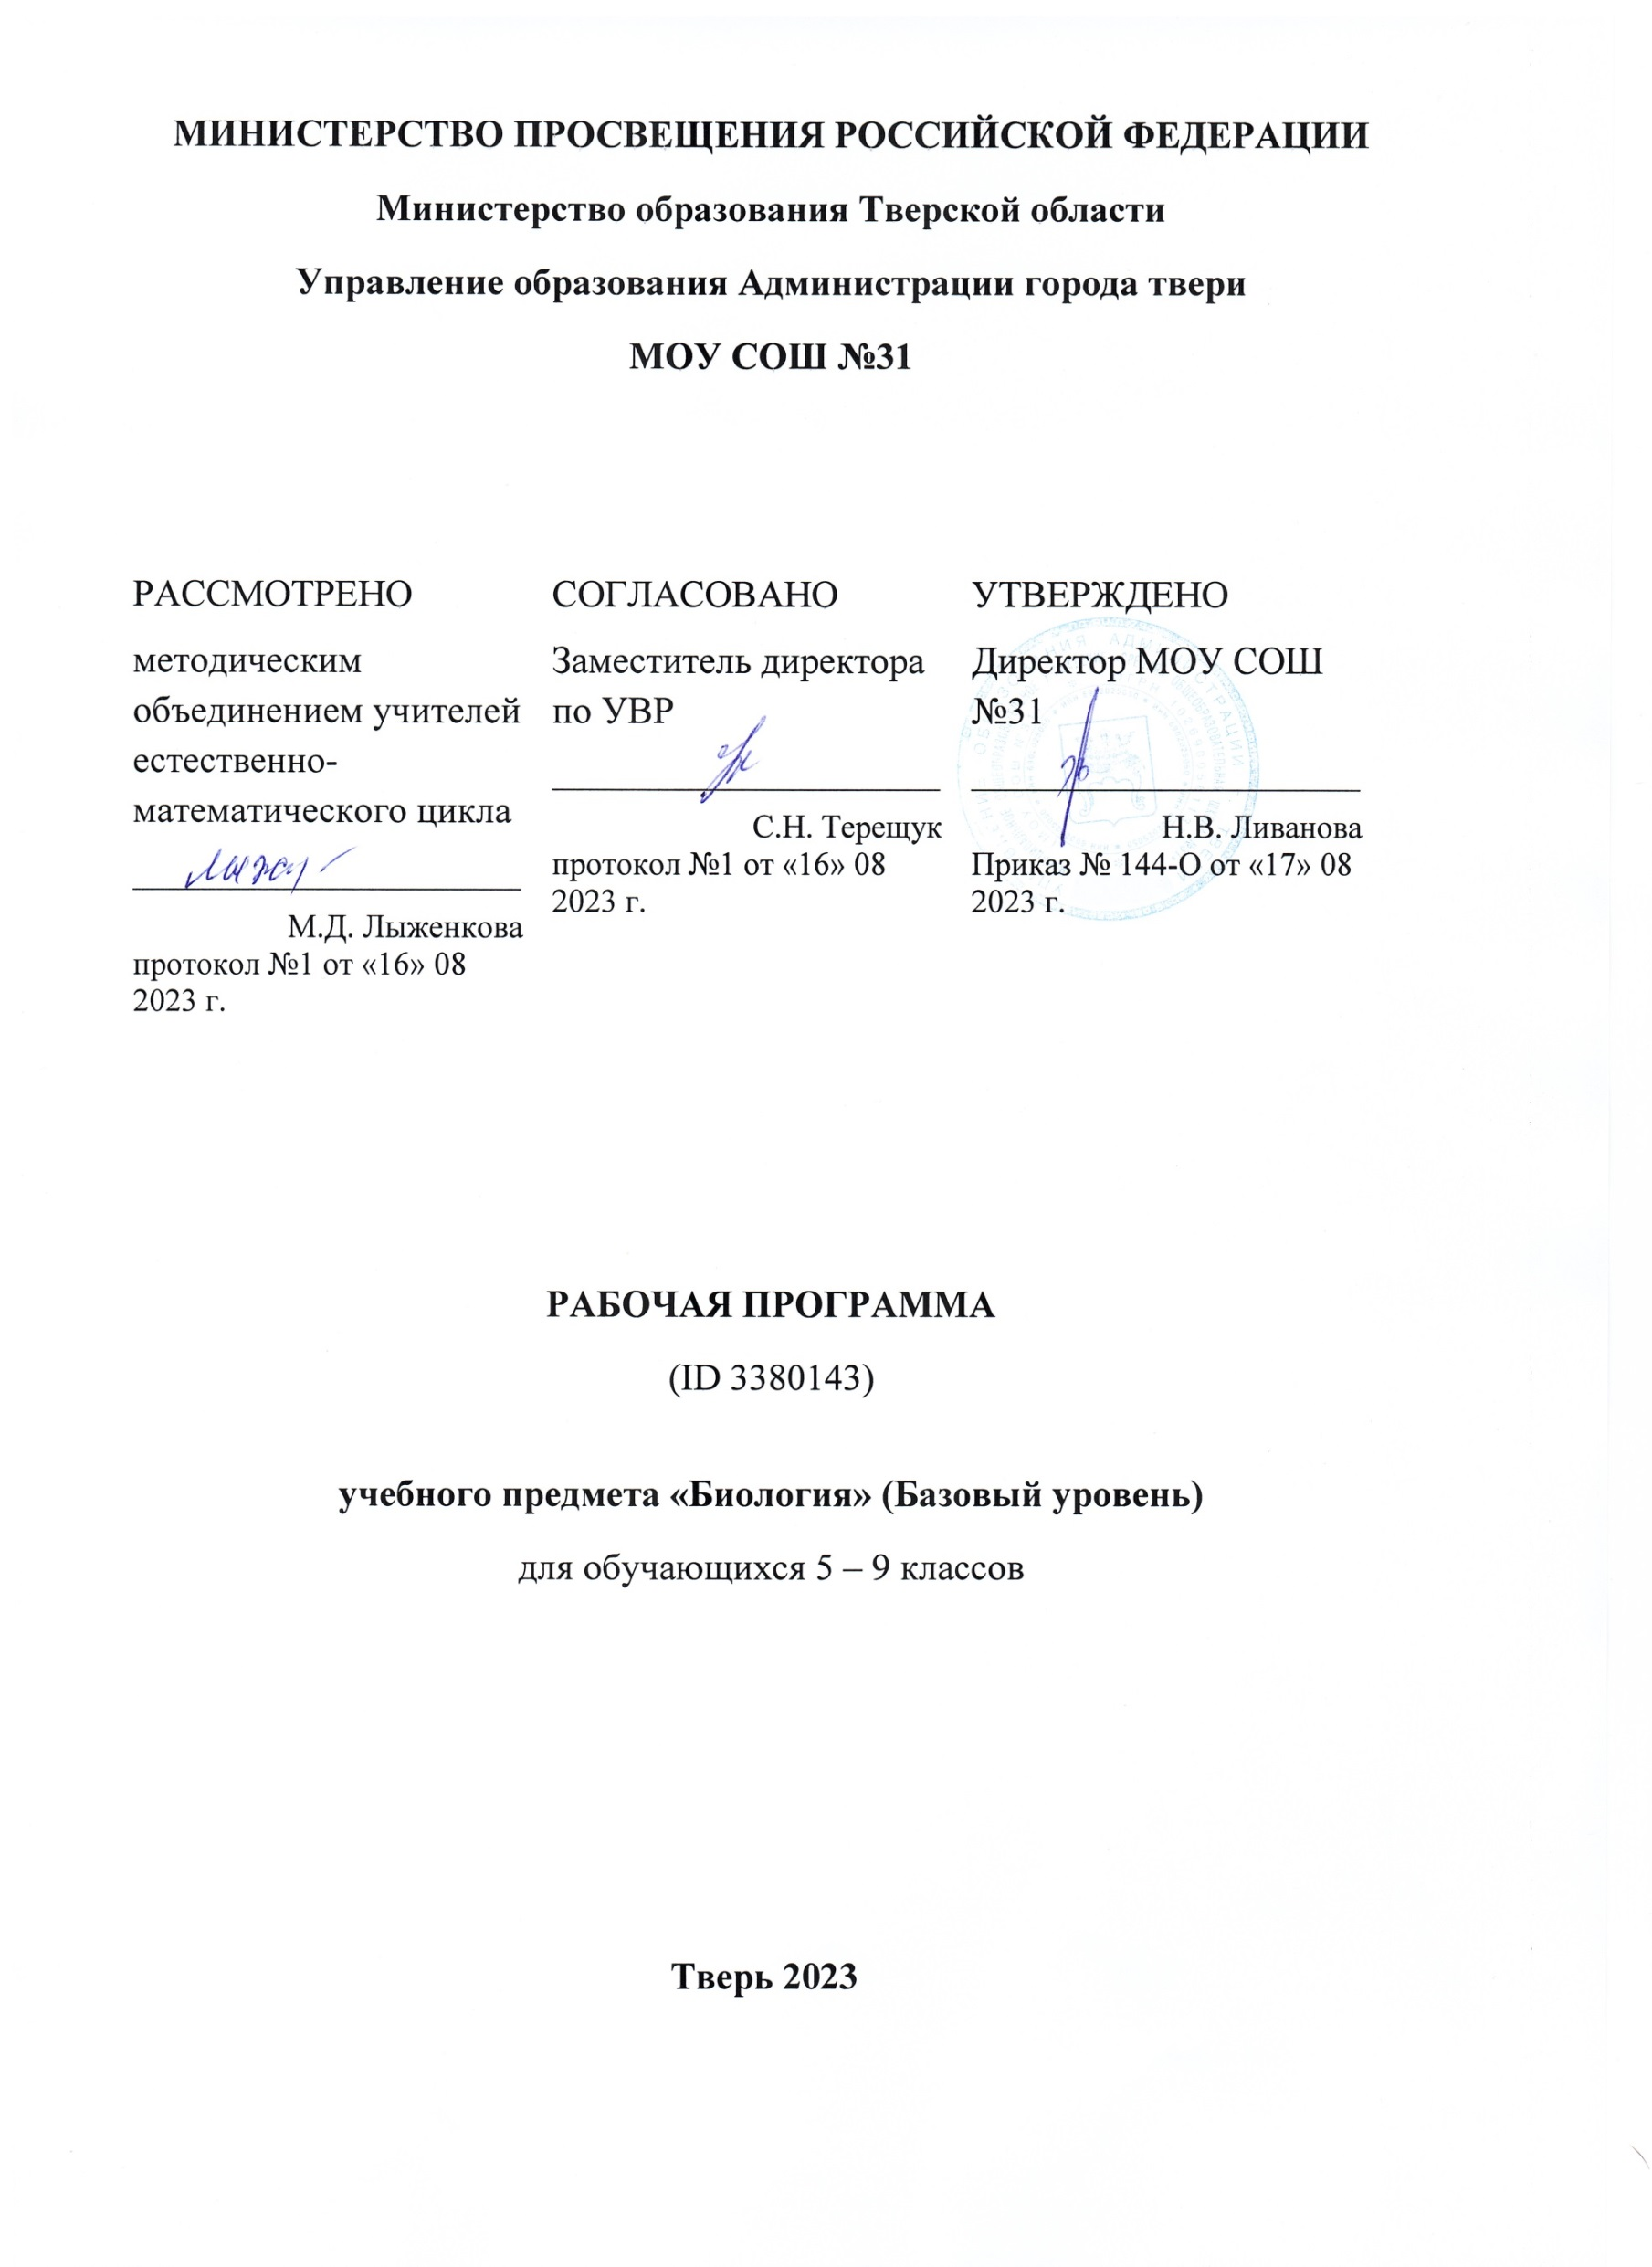 МИНИСТЕРСТВО ПРОСВЕЩЕНИЯ РОССИЙСКОЙ ФЕДЕРАЦИИ
Министерство образования Тверской области
Управление образования Администрации города твери
МОУ СОШ №31
РАССМОТРЕНО
методическим
объединением учителей
естественно-
математического цикла
М.Д. Лыженкова
протокол №1 от «16» 08
2023 г.
СОГЛАСОВАНО
Заместитель директора
по УВР
С.Н. Терещук
протокол №1 от «16» 08
2023 г.
УТВЕРЖДЕНО
Директор МОУ СОШ
№31
Н.В. Ливанова
Приказ № 144-О от «17» 08
2023 г.
РАБОЧАЯ ПРОГРАММА
(ID 3380143)
учебного предмета «Биология» (Базовый уровень)
для обучающихся 5 – 9 классов
Тверь 2023